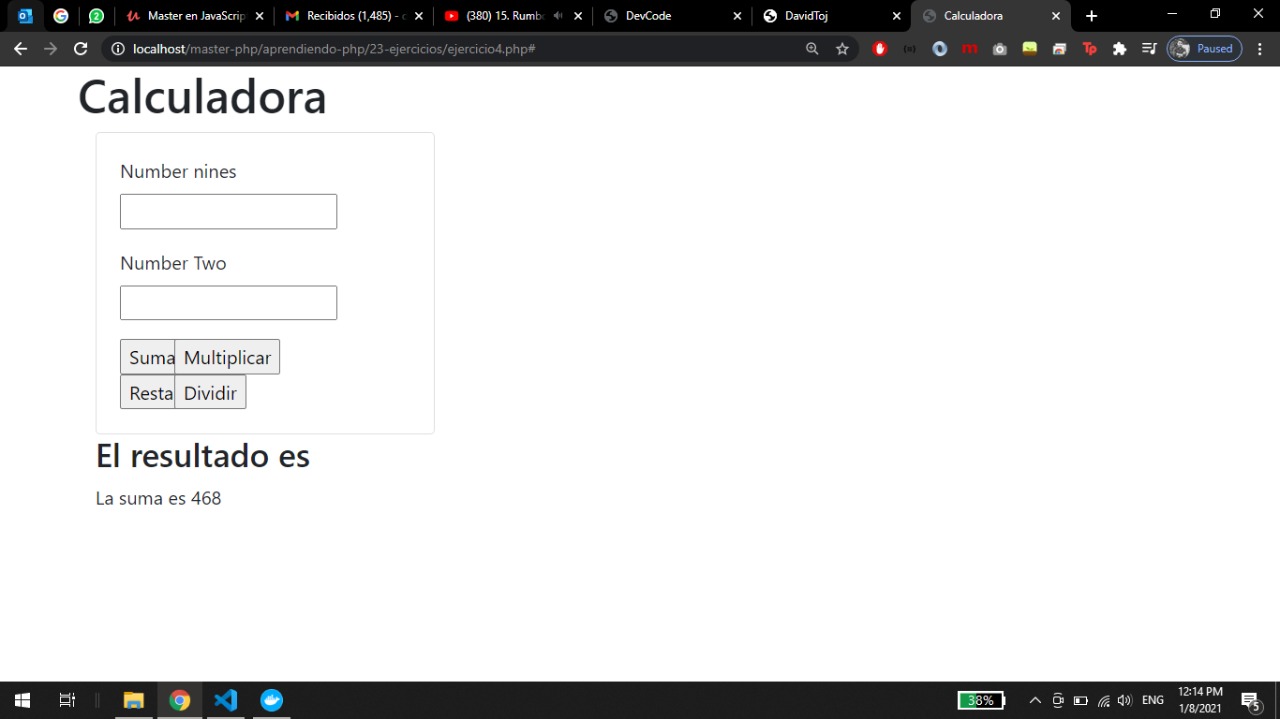 Master en JavaScrip
Recibidos (1,485) - c
(380) 15. Rumb
DevCode
DavidToj
Calculadora
localhost/master-php/aprendiendo-php/23-ejercicios/ejercicio4.php#
Tp
Paused
Calculadora
Number nines
Number Two
Suma Multiplicar
Resta Dividir
El resultado es
La suma es 468
38%
ENG
12:14 PM
1/8/2021
5